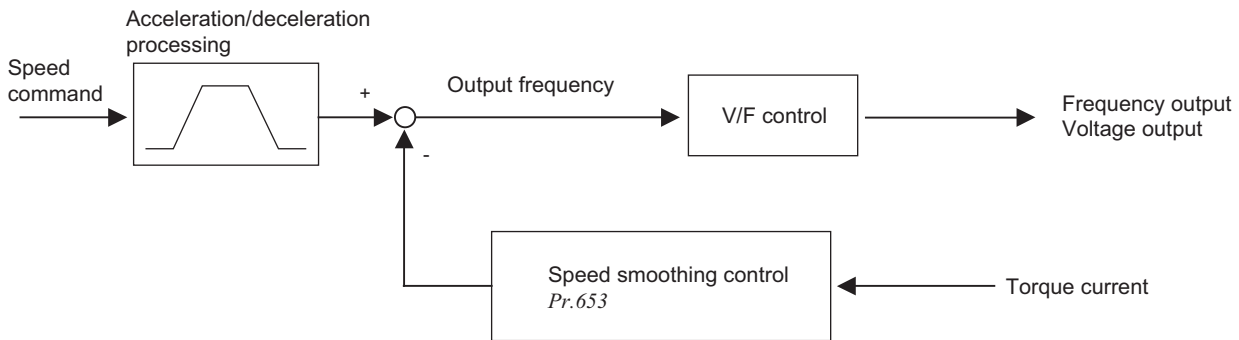 Acceleration/deceleration
processing
Speed
command
+
Output frequency
V/F control
Frequency output
Voltage output
-
Speed smoothing control
Pr.653
Torque current